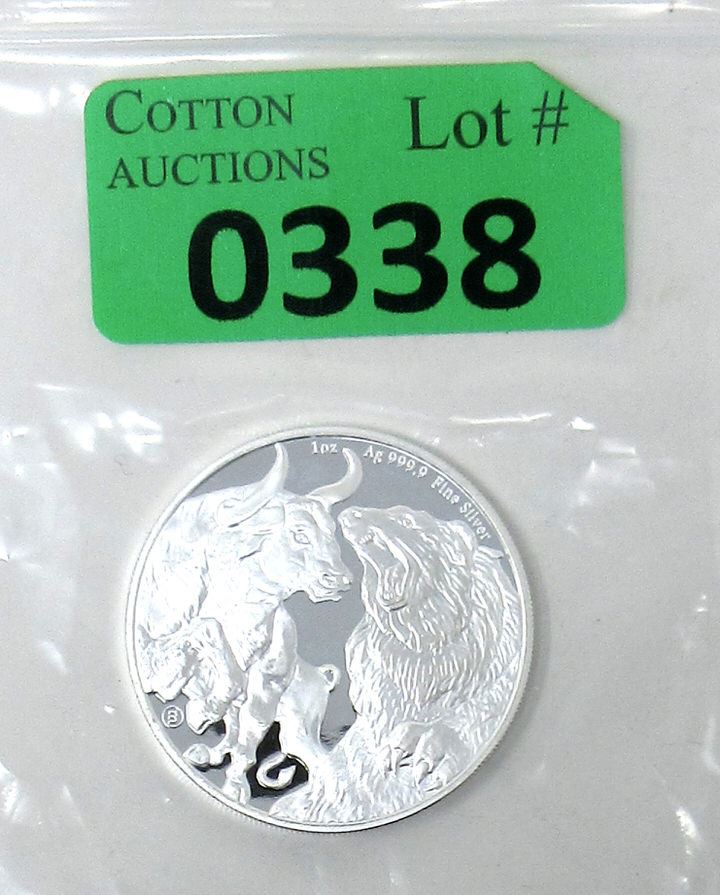 COTTON
AUCTIONS
Lot #
0338
1oz Ag 999.9 Fine Silver